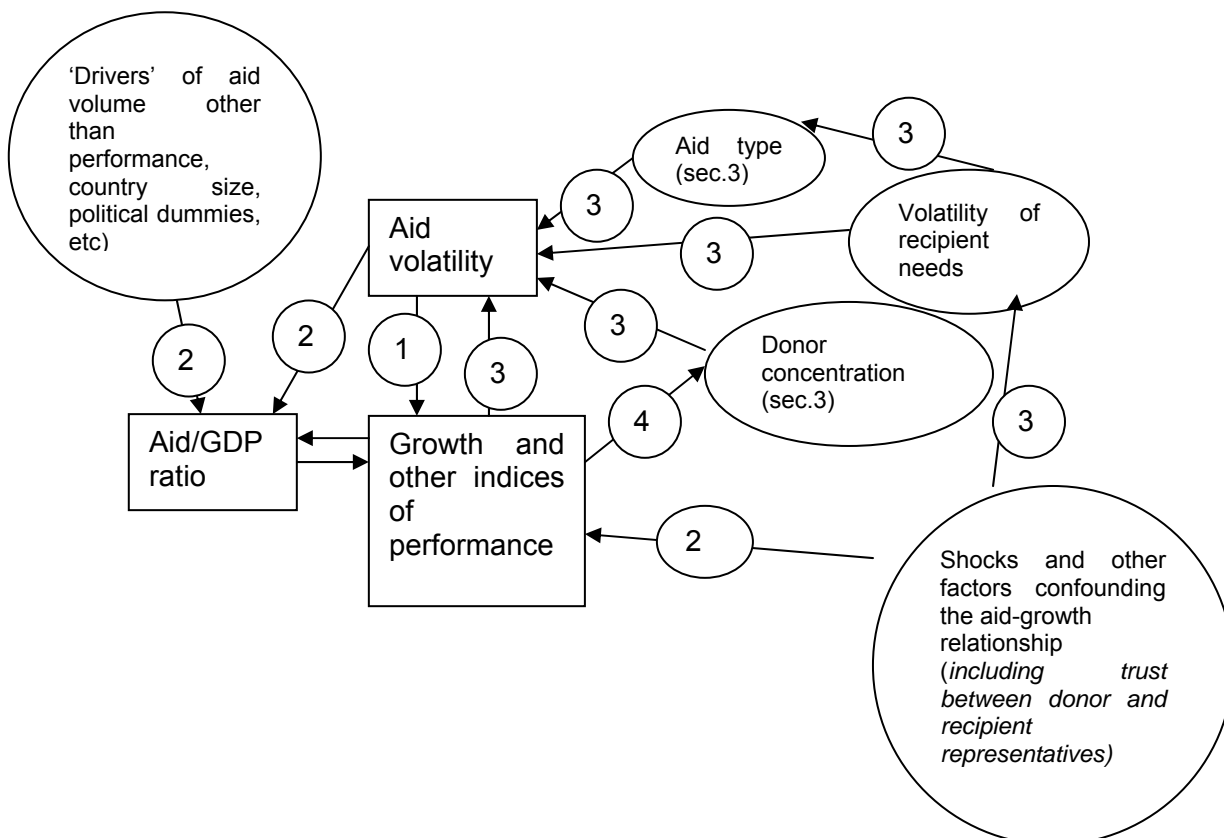 ‘Drivers’ of aid
volume other
than
performance,
country size,
political dummies,
etc)
Aid type
(sec.3)
3
3
Aid
volatility
3
Volatility of
recipient
needs
2
2
1
3
3
Donor
concentration
(sec.3)
4
3
Aid/GDP
ratio
Growth and
other indices
of
performance
2
Shocks and other
factors confounding
the aid-growth
relationship
(including trust
between donor and
recipient
representatives)